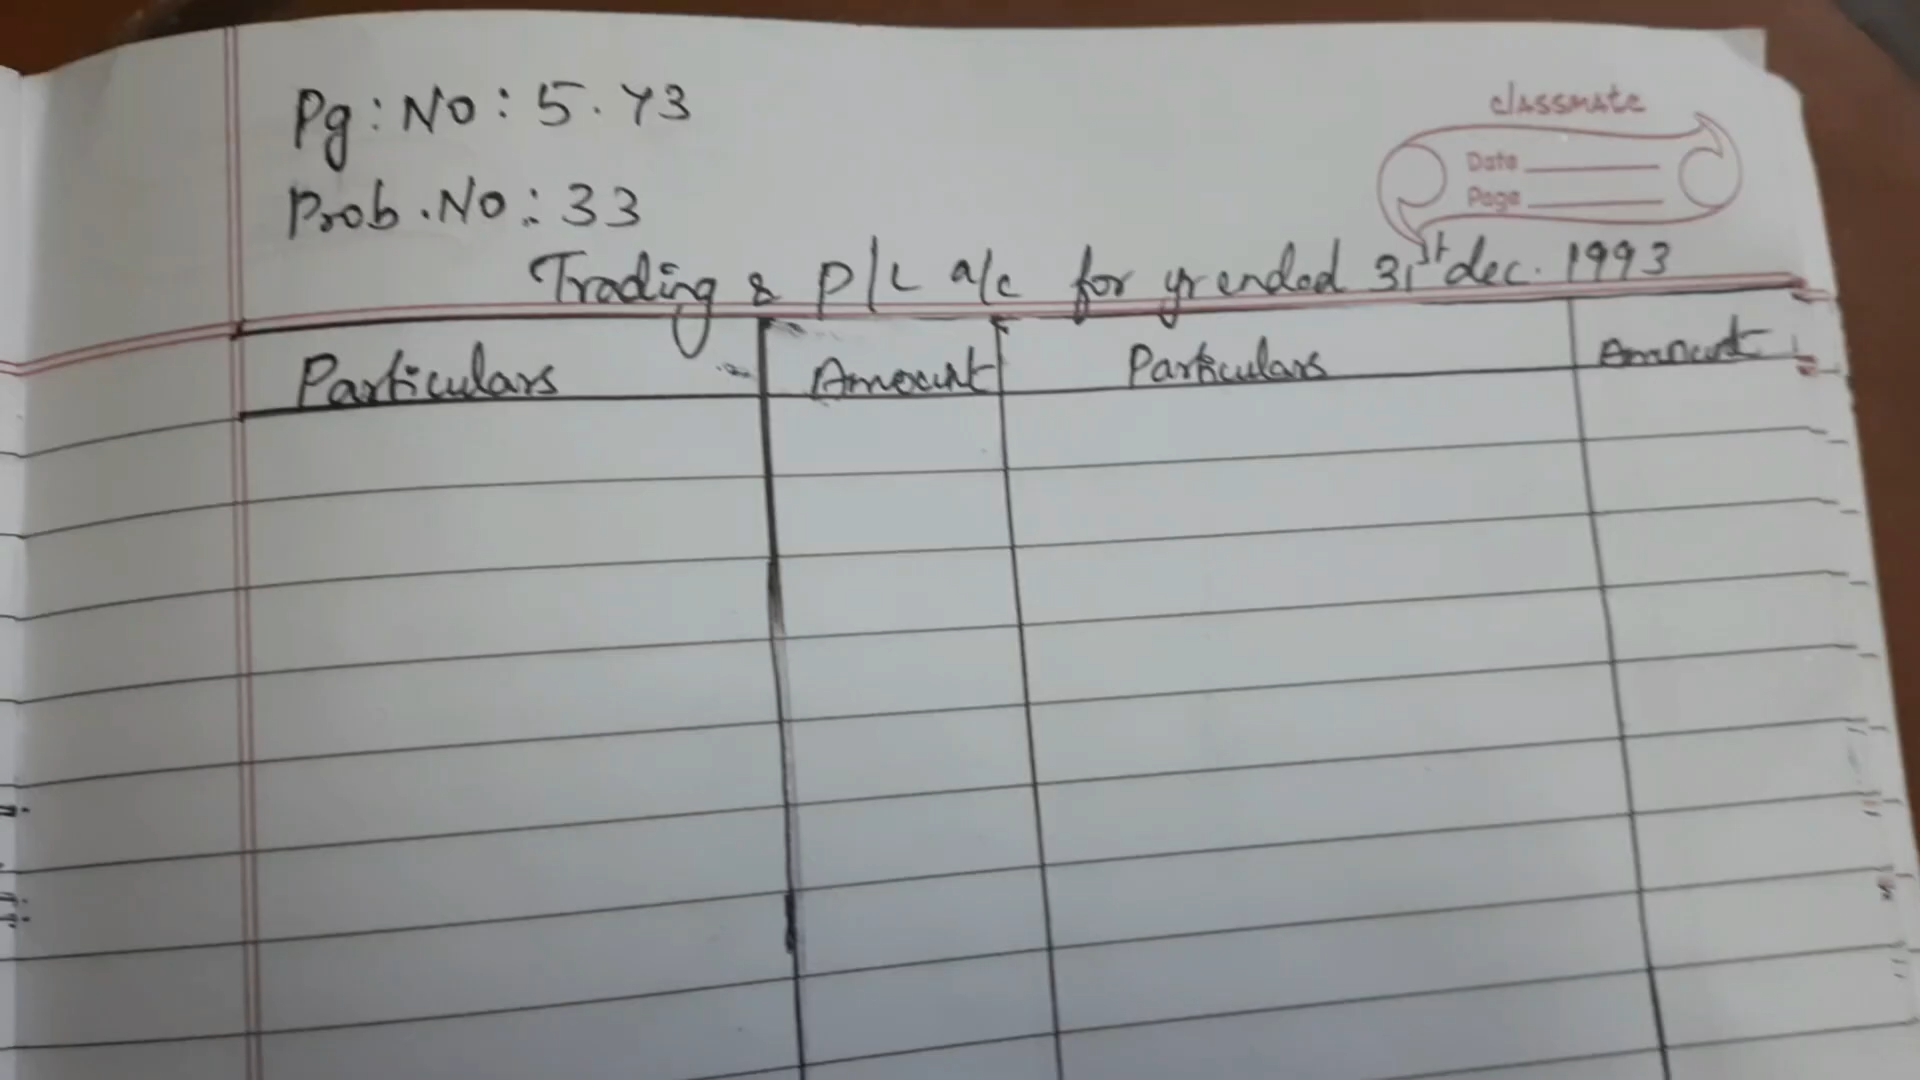 Pg: No: 5.73
Prob. No: 33
classmate
Date
Page
Trading & P/L a/c for yr ended 31st dec. 1993
Particulars Amount Particulars Amount